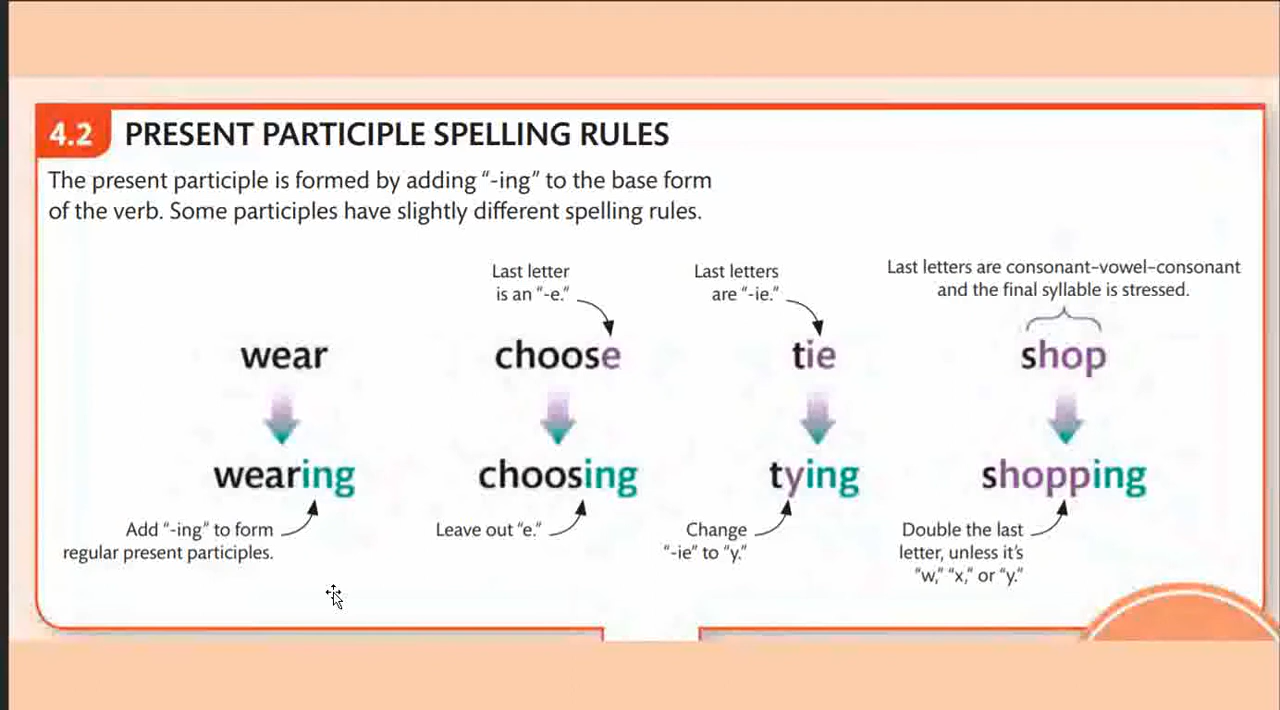 4.2 PRESENT PARTICIPLE SPELLING RULES
The present participle is formed by adding “-ing” to the base form
of the verb. Some participles have slightly different spelling rules.
wear
wearing
Add “-ing” to form
regular present participles.
Last letter
is an “-e.”
choose
choosing
Leave out “e.”
Last letters
are “-ie.”
tie
tying
Change
“-ie” to “y.”
Last letters are consonant–vowel–consonant
and the final syllable is stressed.
shop
shopping
Double the last
letter, unless it’s
“w,” “x,” or “y.”